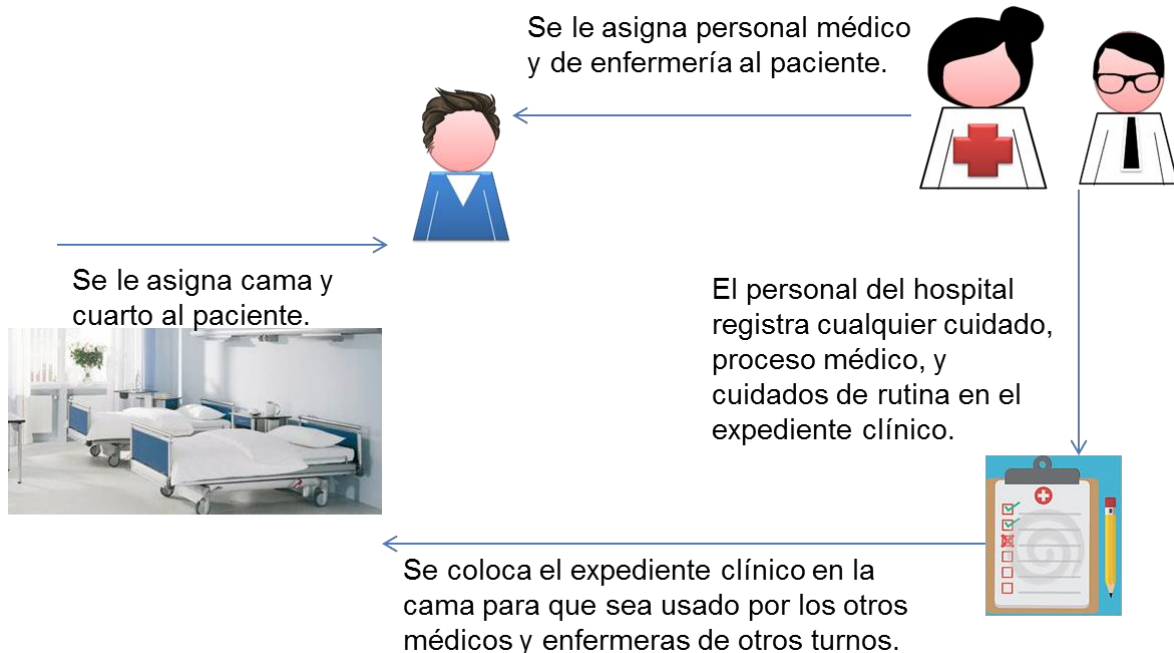 Se le asigna personal médico
y de enfermería al paciente.
Se le asigna cama y
cuarto al paciente.
El personal del hospital
registra cualquier cuidado,
proceso médico, y
cuidados de rutina en el
expediente clínico.
Se coloca el expediente clínico en la
cama para que sea usado por los otros
médicos y enfermeras de otros turnos.